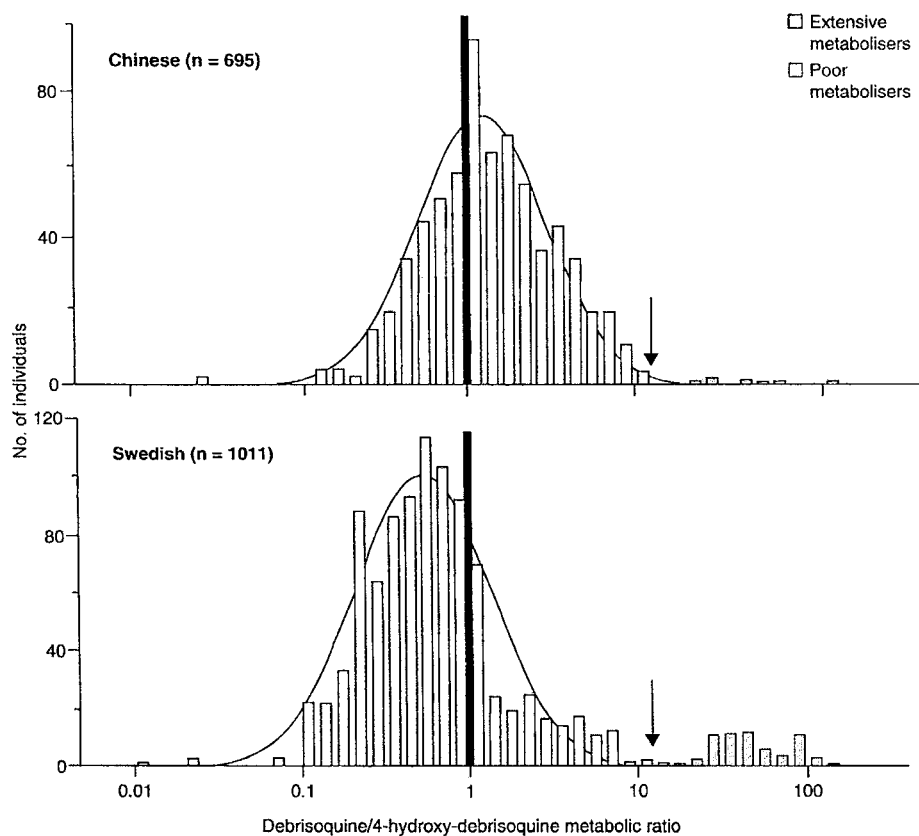 Chinese (n = 695)
Extensive
metabolisers
Poor
metabolisers
80
40
0
No. of individuals
120
Swedish (n = 1011)
80
40
0
0.01
0.1
1
10
100
Debrisoquine/4-hydroxy-debrisoquine metabolic ratio